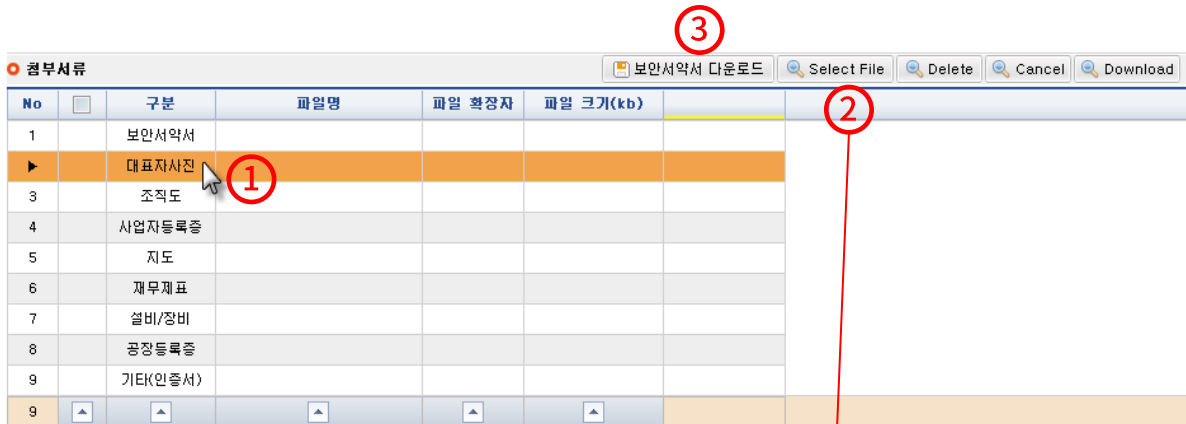 ③
첨부서류 보안서약서 다운로드 Select File Delete Cancel Download
No 구분 파일명 파일 확장자 파일 크기(kb)
②
1 보안서약서
대표자사진
①
3 조직도
4 사업자등록증
5 지도
6 재무제표
7 설비/장비
8 공장등록증
9 기타(인증서)
9